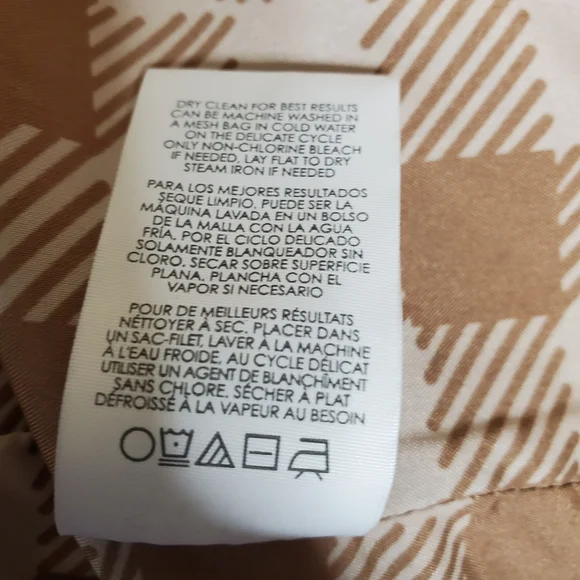 DRY CLEAN FOR BEST RESULTS
CAN BE MACHINE WASHED IN
A MESH BAG IN COLD WATER
ON THE DELICATE CYCLE
ONLY NON-CHLORINE BLEACH
IF NEEDED, LAY FLAT TO DRY
STEAM IRON IF NEEDED
PARA LOS MEJORES RESULTADOS
SEQUE LIMPIO, PUEDE SER LA
MÁQUINA LAVADA EN UN BOLSO
DE LA MALLA CON LA AGUA
FRÍA. POR EL CICLO DELICADO
SOLAMENTE BLANQUEADOR SIN
CLORO. SECAR SOBRE SUPERFICIE
PLANA. PLANCHA CON EL
VAPOR SI NECESARIO
POUR DE MEILLEURS RÉSULTATS
NETTOYER À SEC. PLACER DANS
UN SAC-FILET, LAVER À LA MACHINE
À L'EAU FROIDE, AU CYCLE DÉLICAT
UTILISER UN AGENT DE BLANCHIMENT
SANS CHLORE. SÉCHER À PLAT
DÉFROISSÉ À LA VAPEUR AU BESOIN